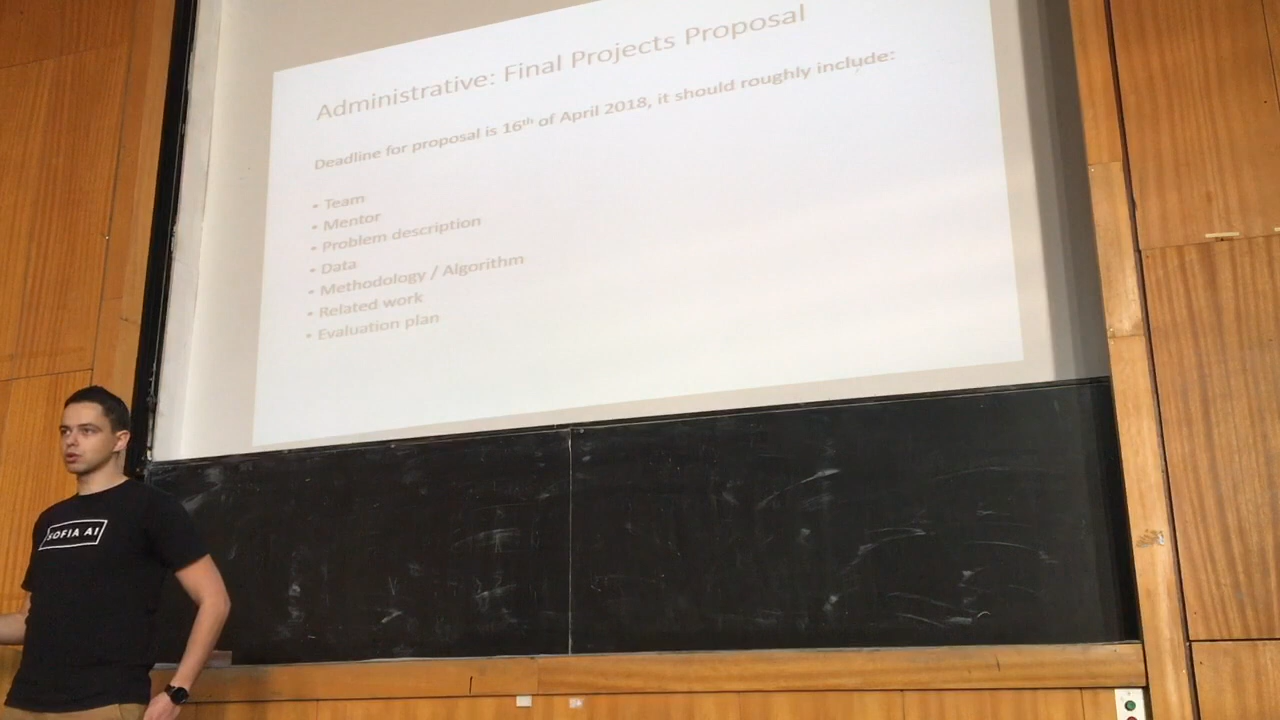 Administrative: Final Projects Proposal
Deadline for proposal is 16th of April 2018, it should roughly include:
• Team
• Mentor
• Problem description
• Data
• Methodology / Algorithm
• Related work
• Evaluation plan
SOFIA AI